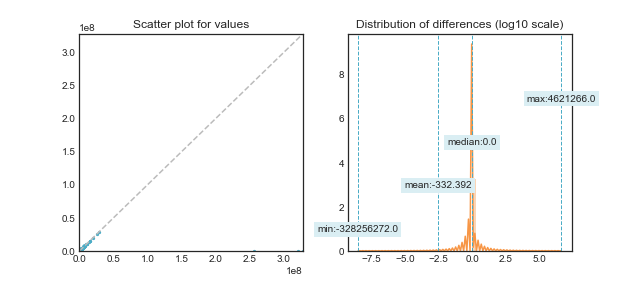 Scatter plot for values
1e8
3.0
2.5
2.0
1.5
1.0
0.5
0.0
0.0 0.5 1.0 1.5 2.0 2.5 3.0
1e8
Distribution of differences (log10 scale)
8
6
4
2
0
max:4621266.0
median:0.0
mean:-332.392
min:-328256272.0
−7.5 −5.0 −2.5 0.0 2.5 5.0